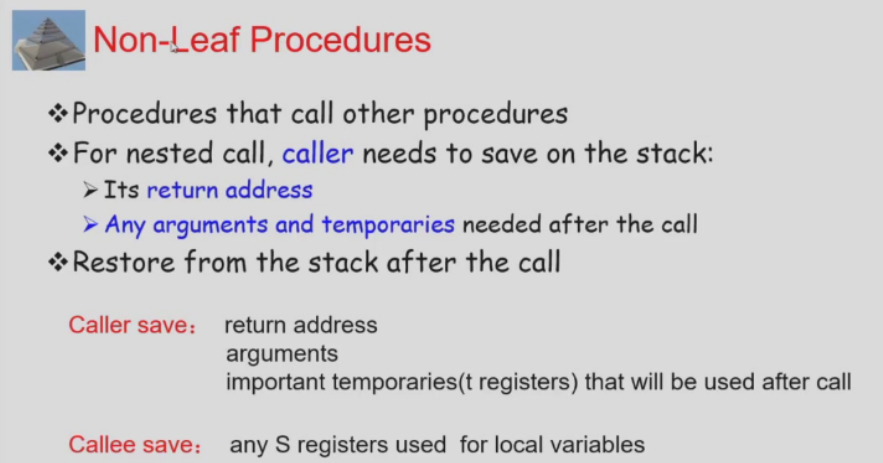 Non-Leaf Procedures
❖Procedures that call other procedures
❖For nested call, caller needs to save on the stack:
➢Its return address
➢Any arguments and temporaries needed after the call
❖Restore from the stack after the call
Caller save： return address
arguments
important temporaries(t registers) that will be used after call
Callee save： any S registers used for local variables